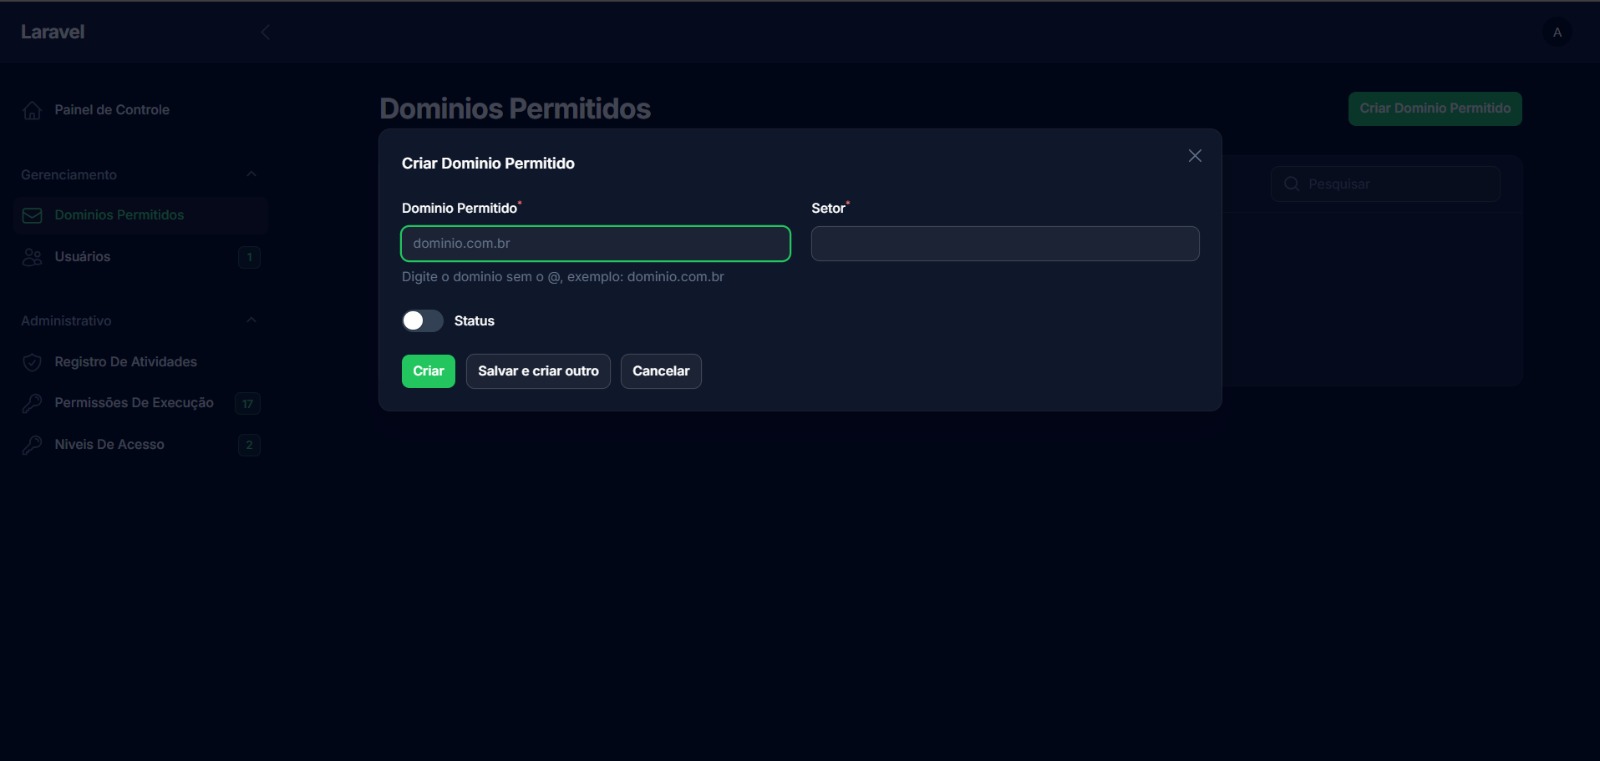 Laravel
A
Painel de Controle
Gerenciamento
Dominios Permitidos
Usuários
1
Administrativo
Registro De Atividades
Permissões De Execução
17
Niveis De Acesso
2
Dominios Permitidos
Criar Dominio Permitido
Pesquisar
Criar Dominio Permitido
Dominio Permitido*
Setor*
dominio.com.br
Digite o dominio sem o @, exemplo: dominio.com.br
Status
Criar
Salvar e criar outro
Cancelar